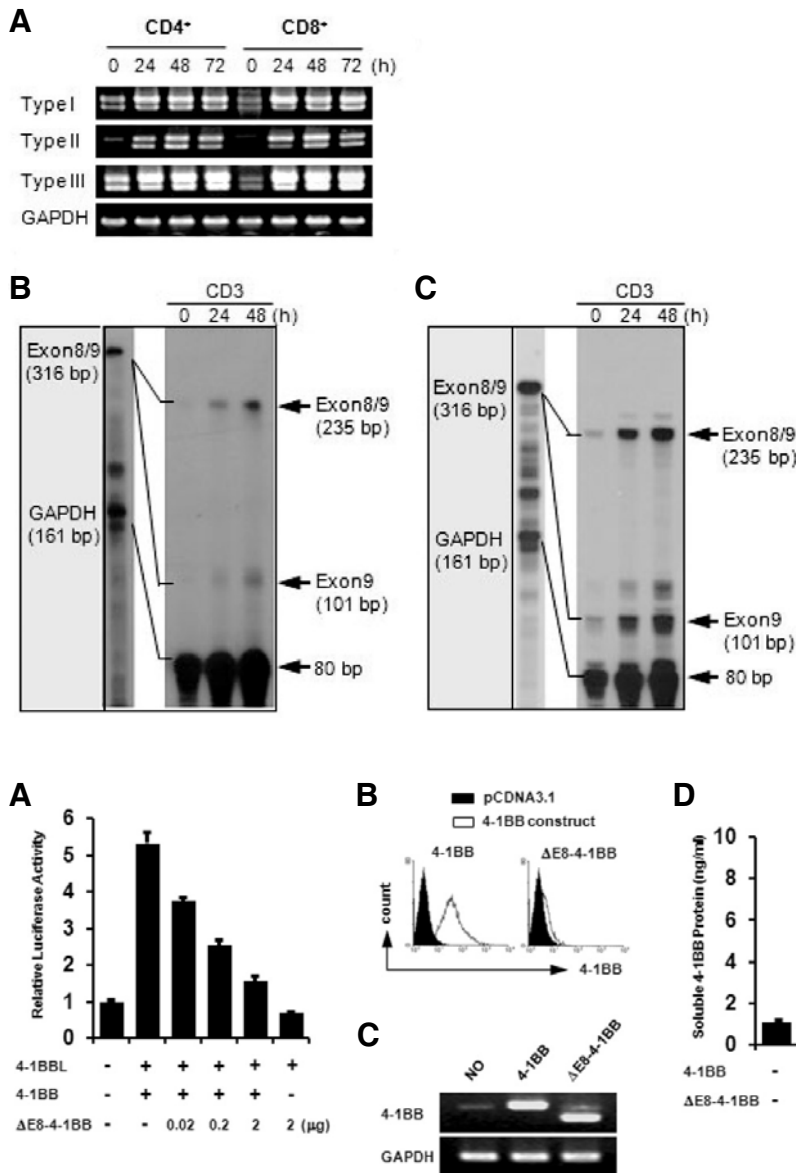 A
CD4+ CD8+
0 24 48 72 0 24 48 72 (h)
Type I
Type II
Type III
GAPDH
B
CD3
0 24 48 (h)
Exon8/9
(316 bp)
GAPDH
(161 bp)
Exon8/9
(235 bp)
Exon9
(101 bp)
80 bp
C
CD3
0 24 48 (h)
Exon8/9
(316 bp)
GAPDH
(161 bp)
Exon8/9
(235 bp)
Exon9
(101 bp)
80 bp
A
Relative Luciferase Activity
6
5
4
3
2
1
0
4-1BBL - + + + + +
4-1BB - + + + + -
ΔE8-4-1BB - - 0.02 0.2 2 2 (μg)
B
pCDNA3.1
4-1BB construct
4-1BB ΔE8-4-1BB
count
4-1BB
C
NO 4-1BB ΔE8-4-1BB
4-1BB
GAPDH
D
Soluble 4-1BB Protein (ng/ml)
10
8
6
4
2
0
4-1BB -
ΔE8-4-1BB -